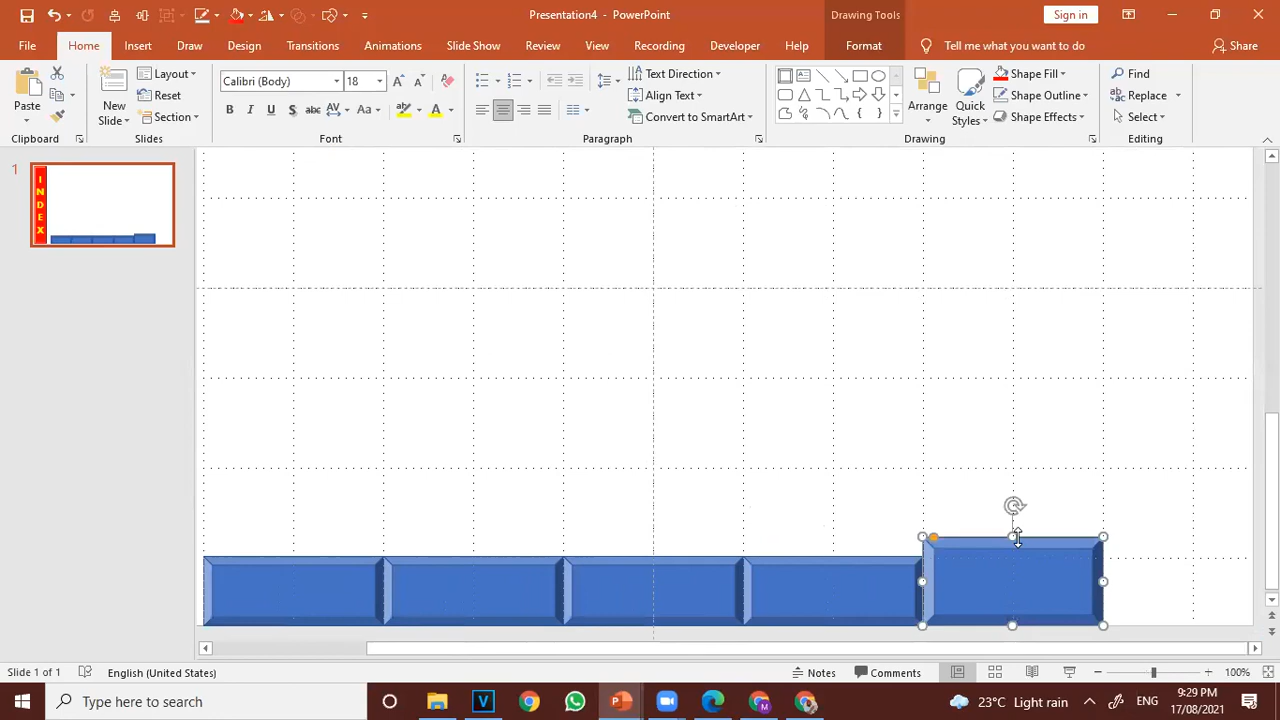 Presentation4 - PowerPoint
Drawing Tools
Sign in
File
Home
Insert
Draw
Design
Transitions
Animations
Slide Show
Review
View
Recording
Developer
Help
Format
Tell me what you want to do
Share
Paste
Clipboard
New
Slide
Layout
Reset
Section
Slides
Calibri (Body)
18
A A
B I U S abc AV Aa A
Font
Text Direction
Align Text
Convert to SmartArt
Paragraph
Arrange
Quick
Styles
Shape Fill
Shape Outline
Shape Effects
Drawing
Find
Replace
Select
Editing
1
I
N
D
E
X
Slide 1 of 1
English (United States)
Notes
Comments
100%
Type here to search
23°C Light rain
ENG
9:29 PM
17/08/2021